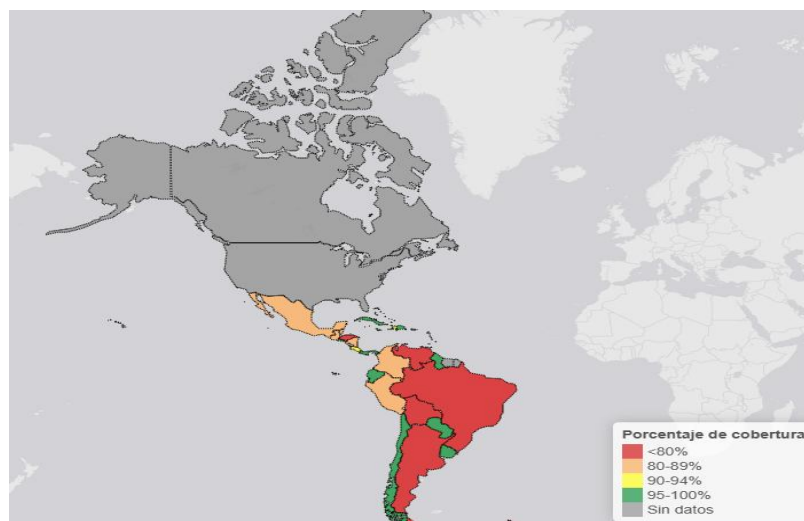 Porcentaje de cobertura
<80%
80-89%
90-94%
95-100%
Sin datos